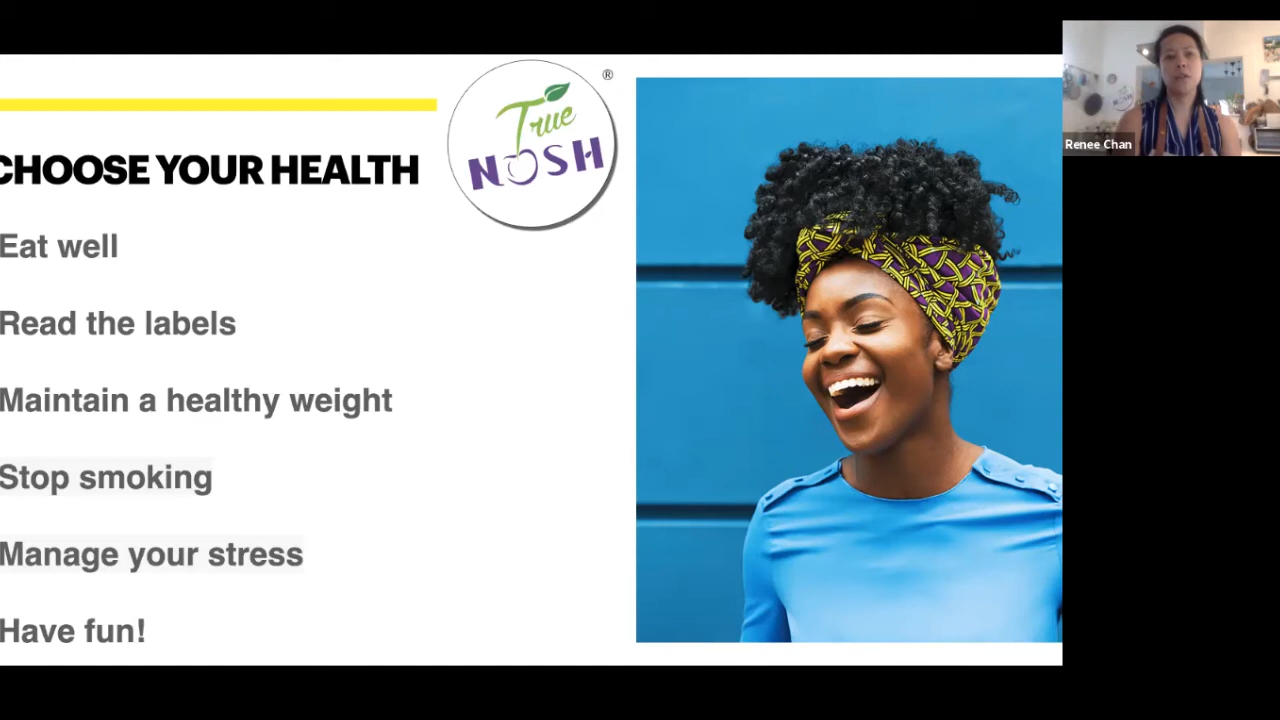 CHOOSE YOUR HEALTH
True
NOSH
®
Eat well
Read the labels
Maintain a healthy weight
Stop smoking
Manage your stress
Have fun!
Renee Chan